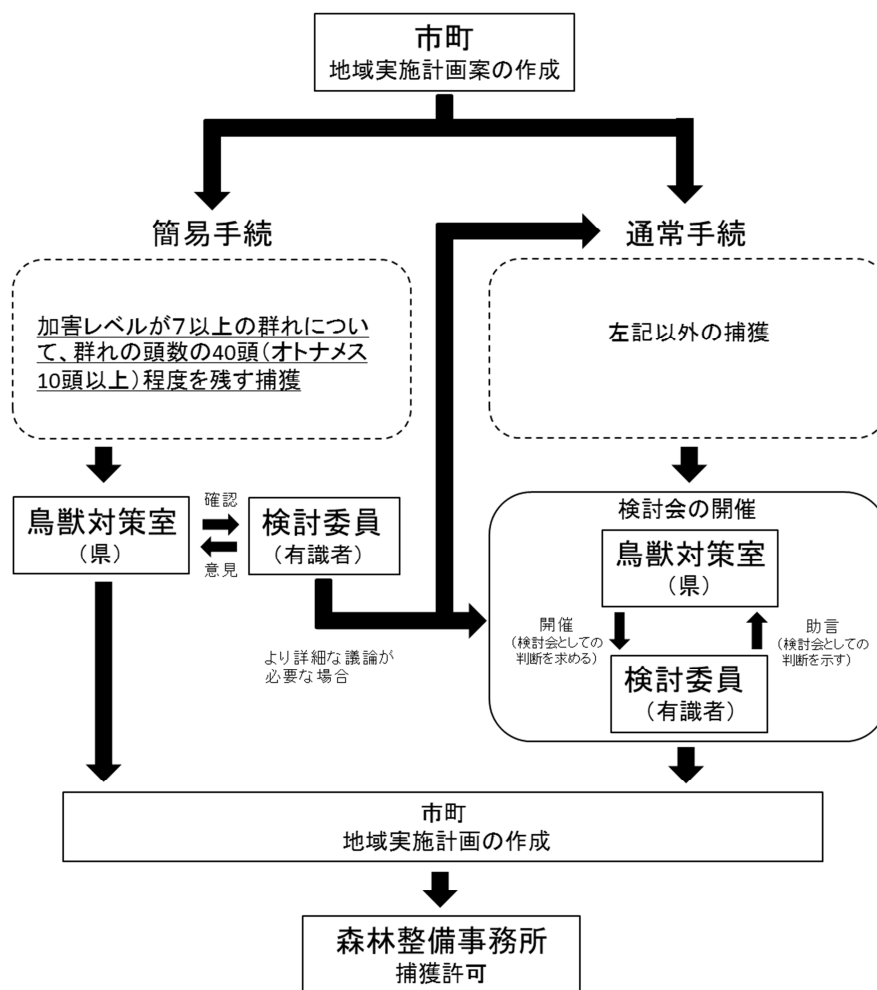 市町
地域実施計画案の作成
簡易手続
通常手続
加害レベルが7以上の群れについ
て、群れの頭数の40頭(オトナメス
10頭以上)程度を残す捕獲
左記以外の捕獲
鳥獣対策室
(県)
確認
意見
検討委員
(有識者)
より詳細な議論が
必要な場合
検討会の開催
鳥獣対策室
(県)
開催
(検討会としての
判断を求める)
助言
(検討会としての
判断を示す)
検討委員
(有識者)
市町
地域実施計画の作成
森林整備事務所
捕獲許可